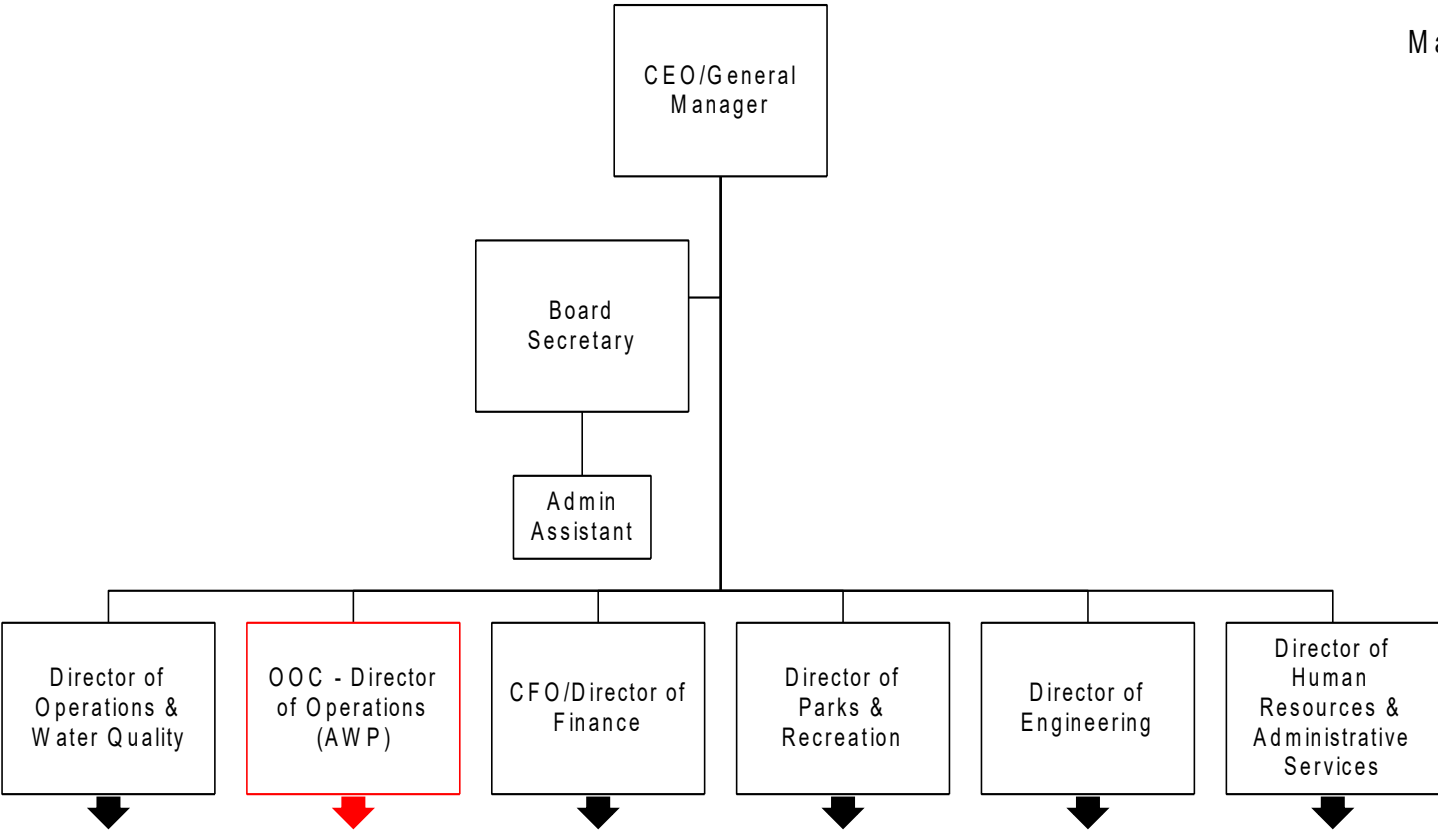 Ma
CEO/General
Manager
Board
Secretary
Admin
Assistant
Director of
Operations &
Water Quality
OOC - Director
of Operations
(AWP)
CFO/Director of
Finance
Director of
Parks &
Recreation
Director of
Engineering
Director of
Human
Resources &
Administrative
Services